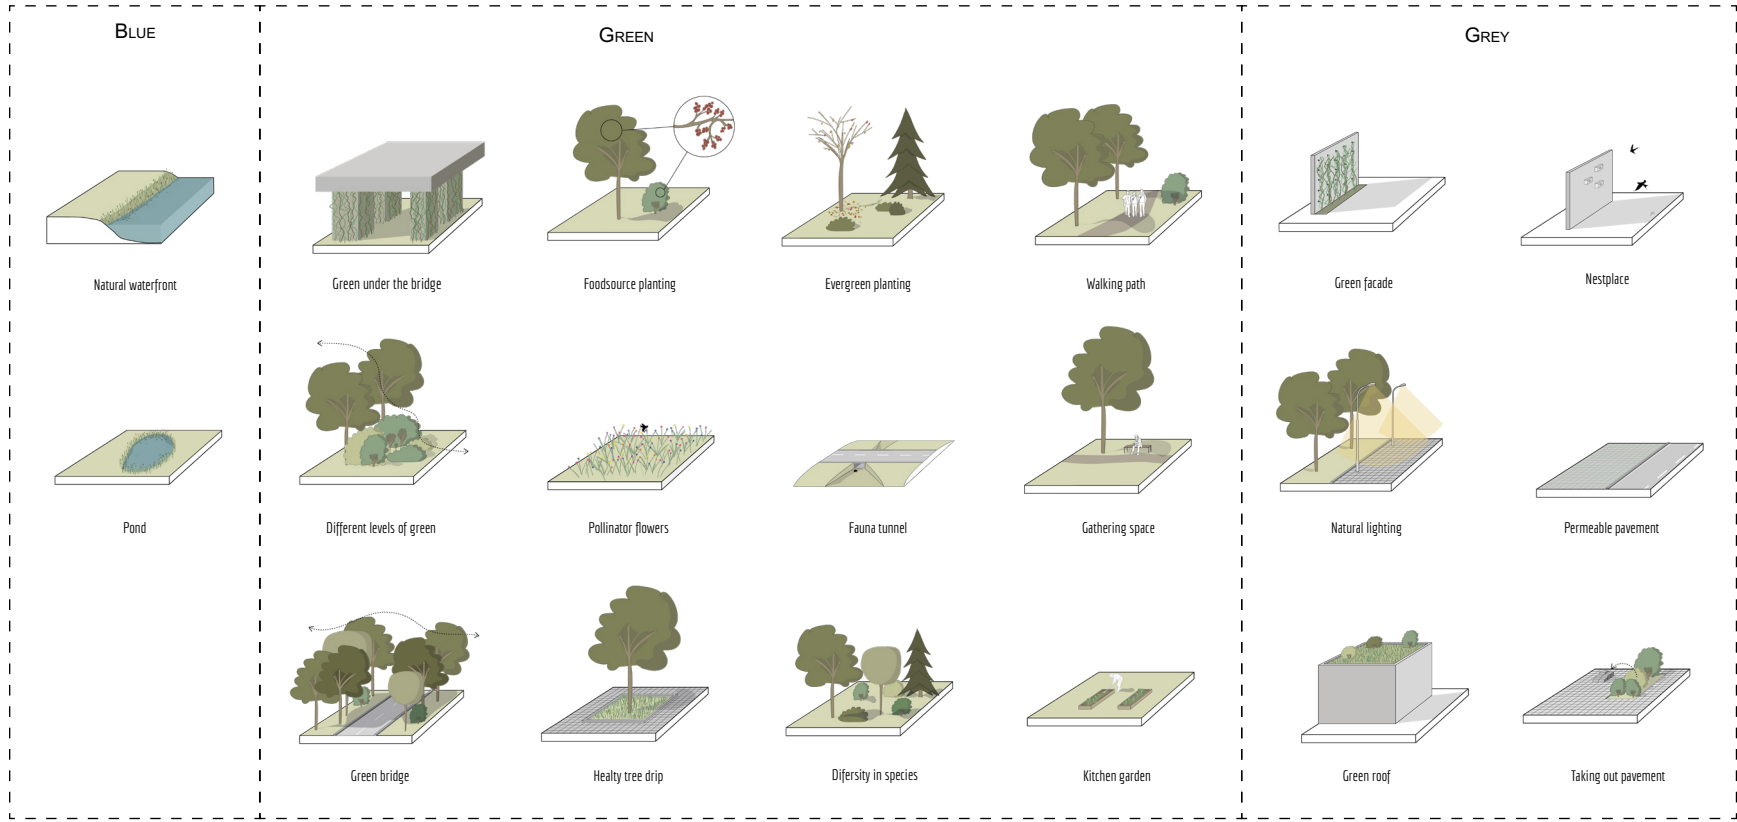 BLUE
GREEN
GREY
Natural waterfront
Green under the bridge
Foodsource planting
Evergreen planting
Walking path
Green facade
Nestplace
Pond
Different levels of green
Pollinator flowers
Fauna tunnel
Gathering space
Natural lighting
Permeable pavement
Green bridge
Healty tree drip
Difersity in species
Kitchen garden
Green roof
Taking out pavement